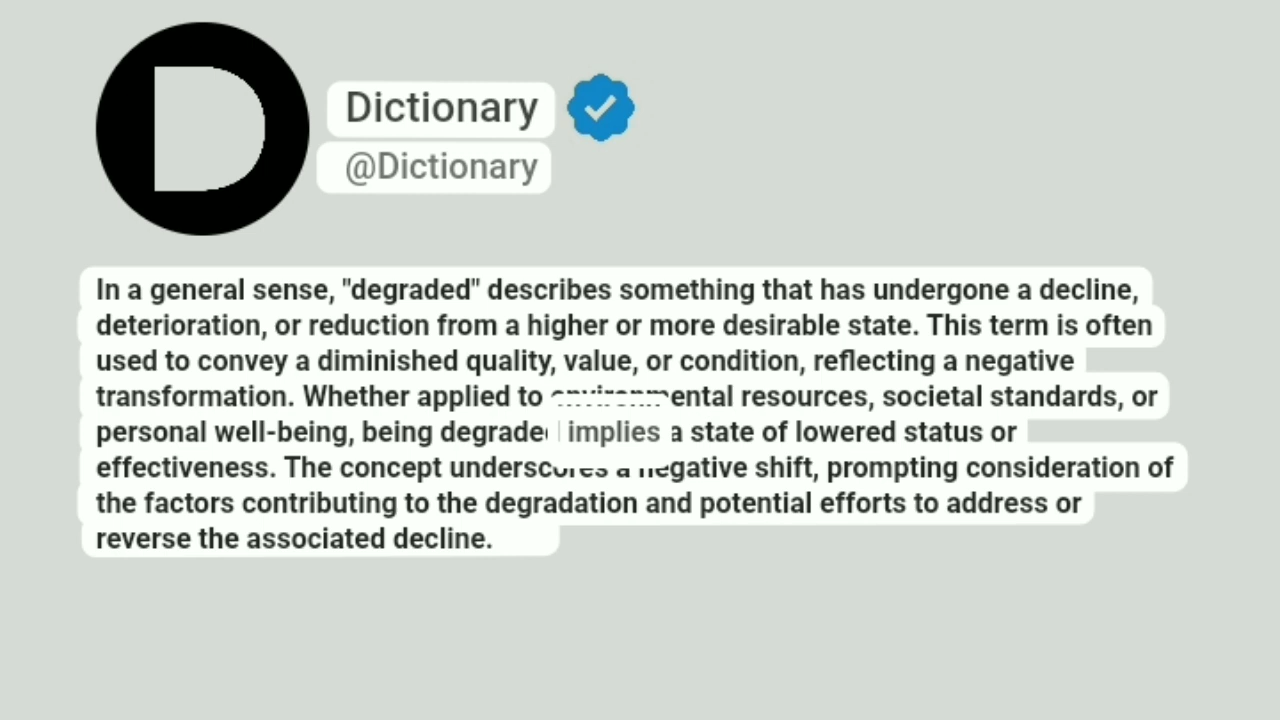 Dictionary
@Dictionary
In a general sense, "degraded" describes something that has undergone a decline,
deterioration, or reduction from a higher or more desirable state. This term is often
used to convey a diminished quality, value, or condition, reflecting a negative
transformation. Whether applied to environmental resources, societal standards, or
personal well-being, being degraded implies a state of lowered status or
effectiveness. The concept underscores a negative shift, prompting consideration of
the factors contributing to the degradation and potential efforts to address or
reverse the associated decline.